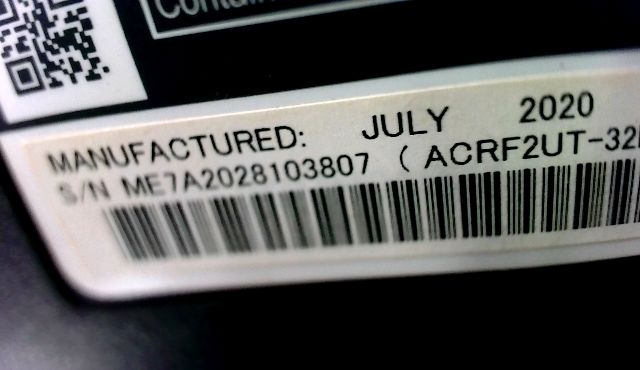 MANUFACTURED: JULY 2020
S/N ME7A2028103807 ( ACRF2UT-32